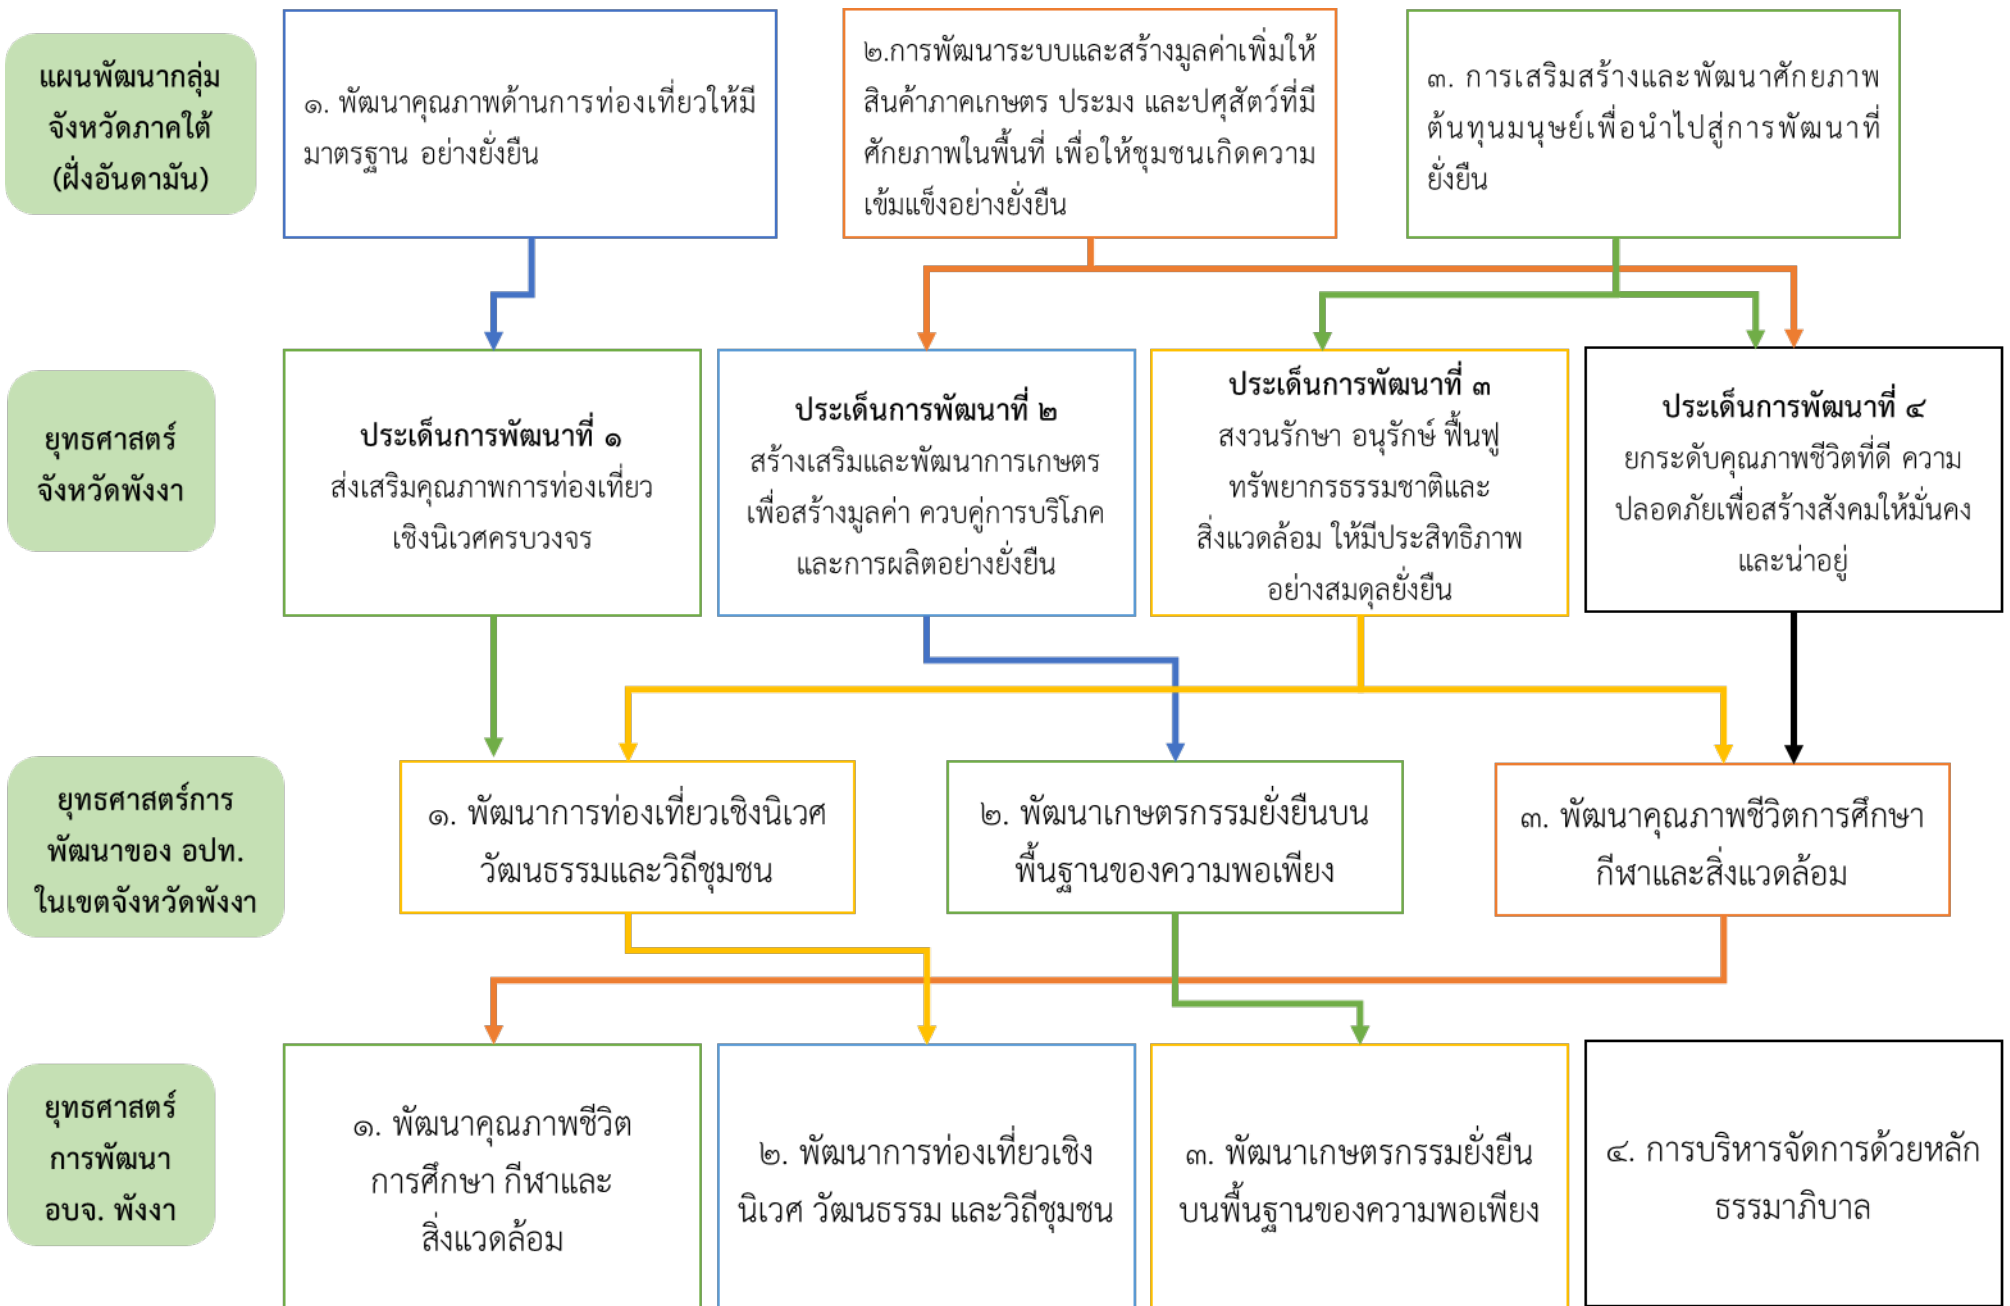 แผนพัฒนากลุ่ม
จังหวัดภาคใต้
(ฝั่งอันดามัน)
๑. พัฒนาคุณภาพด้านการท่องเที่ยวให้มี
มาตรฐาน อย่างยั่งยืน
๒.การพัฒนาระบบและสร้างมูลค่าเพิ่มให้
สินค้าภาคเกษตร ประมง และปศุสัตว์ที่มี
ศักยภาพในพื้นที่ เพื่อให้ชุมชนเกิดความ
เข้มแข็งอย่างยั่งยืน
๓. การเสริมสร้างและพัฒนาศักยภาพ
ต้นทุนมนุษย์เพื่อนำไปสู่การพัฒนาที่
ยั่งยืน
ยุทธศาสตร์
จังหวัดพังงา
ประเด็นการพัฒนาที่ ๑
ส่งเสริมคุณภาพการท่องเที่ยว
เชิงนิเวศครบวงจร
ประเด็นการพัฒนาที่ ๒
สร้างเสริมและพัฒนาการเกษตร
เพื่อสร้างมูลค่า ควบคู่การบริโภค
และการผลิตอย่างยั่งยืน
ประเด็นการพัฒนาที่ ๓
สงวนรักษา อนุรักษ์ ฟื้นฟู
ทรัพยากรธรรมชาติและ
สิ่งแวดล้อม ให้มีประสิทธิภาพ
อย่างสมดุลยั่งยืน
ประเด็นการพัฒนาที่ ๔
ยกระดับคุณภาพชีวิตที่ดี ความ
ปลอดภัยเพื่อสร้างสังคมให้มั่นคง
และน่าอยู่
ยุทธศาสตร์การ
พัฒนาของ อปท.
ในเขตจังหวัดพังงา
๑. พัฒนาการท่องเที่ยวเชิงนิเวศ
วัฒนธรรมและวิถีชุมชน
๒. พัฒนาเกษตรกรรมยั่งยืนบน
พื้นฐานของความพอเพียง
๓. พัฒนาคุณภาพชีวิตการศึกษา
กีฬาและสิ่งแวดล้อม
ยุทธศาสตร์
การพัฒนา
อบจ. พังงา
๑. พัฒนาคุณภาพชีวิต
การศึกษา กีฬาและ
สิ่งแวดล้อม
๒. พัฒนาการท่องเที่ยวเชิง
นิเวศ วัฒนธรรม และวิถีชุมชน
๓. พัฒนาเกษตรกรรมยั่งยืน
บนพื้นฐานของความพอเพียง
๔. การบริหารจัดการด้วยหลัก
ธรรมาภิบาล